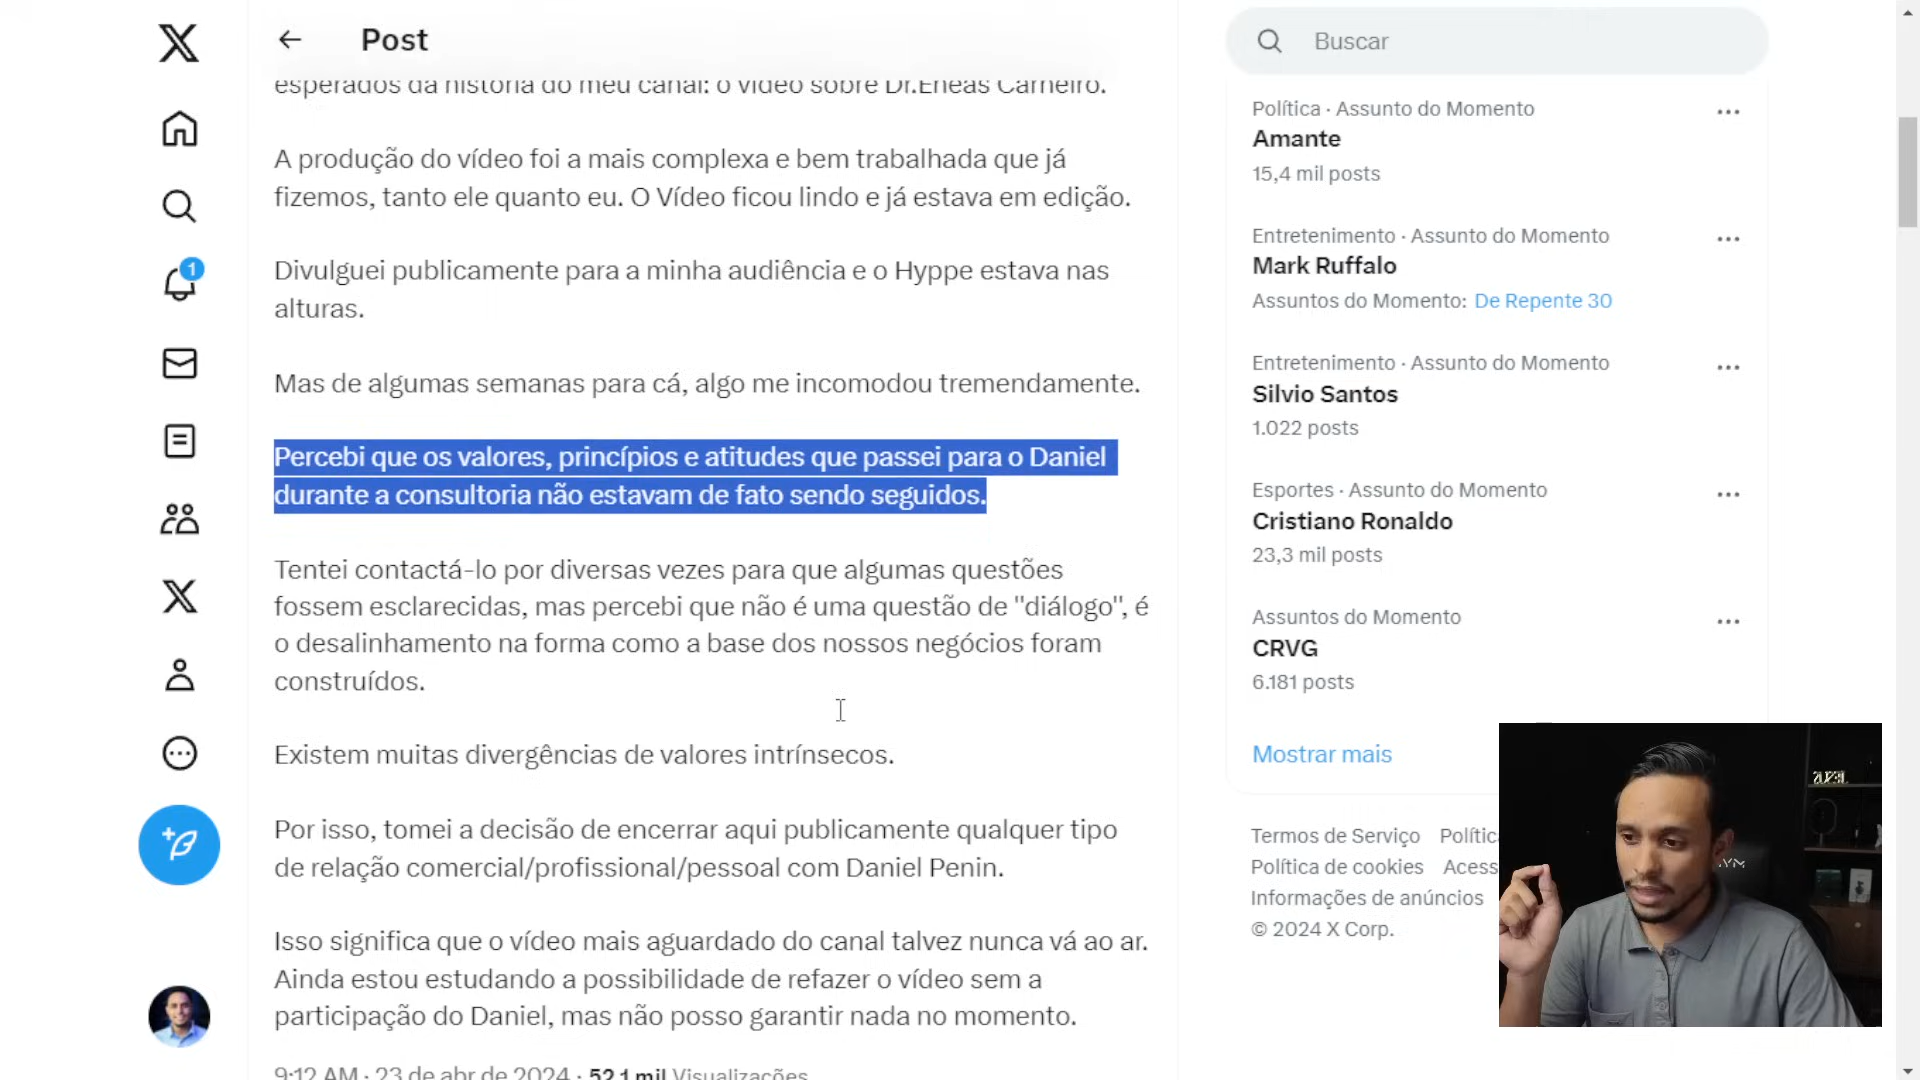 Post
Buscar
esperados da história do meu canal: o vídeo sobre Dr.Enéas Carneiro.
A produção do vídeo foi a mais complexa e bem trabalhada que já
fizemos, tanto ele quanto eu. O Vídeo ficou lindo e já estava em edição.
Divulguei publicamente para a minha audiência e o Hyppe estava nas
alturas.
Mas de algumas semanas para cá, algo me incomodou tremendamente.
Percebi que os valores, princípios e atitudes que passei para o Daniel
durante a consultoria não estavam de fato sendo seguidos.
Tentei contactá-lo por diversas vezes para que algumas questões
fossem esclarecidas, mas percebi que não é uma questão de "diálogo", é
o desalinhamento na forma como a base dos nossos negócios foram
construídos.
Existem muitas divergências de valores intrínsecos.
Por isso, tomei a decisão de encerrar aqui publicamente qualquer tipo
de relação comercial/profissional/pessoal com Daniel Penin.
Isso significa que o vídeo mais aguardado do canal talvez nunca vá ao ar.
Ainda estou estudando a possibilidade de refazer o vídeo sem a
participação do Daniel, mas não posso garantir nada no momento.
9:12 AM · 23 de abr de 2024 · 52,1 mil Visualizações
1
Política · Assunto do Momento
Amante
15,4 mil posts
Entretenimento · Assunto do Momento
Mark Ruffalo
Assuntos do Momento: De Repente 30
Entretenimento · Assunto do Momento
Silvio Santos
1.022 posts
Esportes · Assunto do Momento
Cristiano Ronaldo
23,3 mil posts
Assuntos do Momento
CRVG
6.181 posts
Mostrar mais
Termos de Serviço Polític
Política de cookies Acess
Informações de anúncios
© 2024 X Corp.